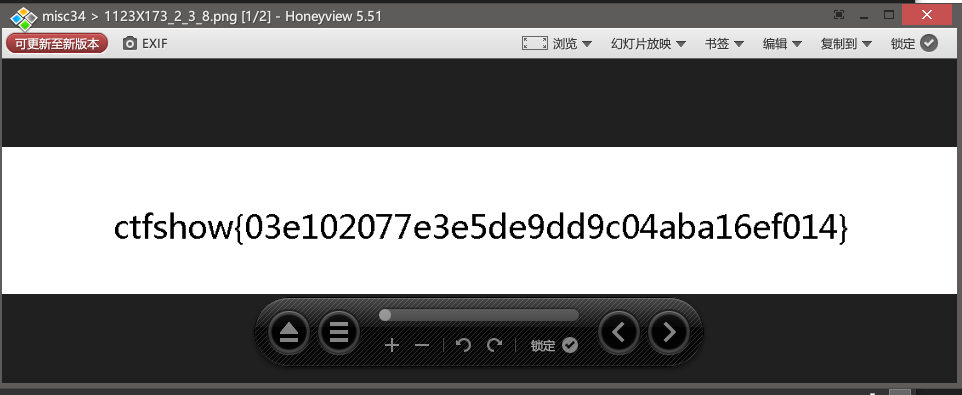 misc34 > 1123X173_2_3_8.png [1/2] - Honeyview 5.51
可更新至新版本 EXIF 浏览 幻灯片放映 书签 编辑 复制到 锁定
ctfshow{03e102077e3e5de9dd9c04aba16ef014}
锁定